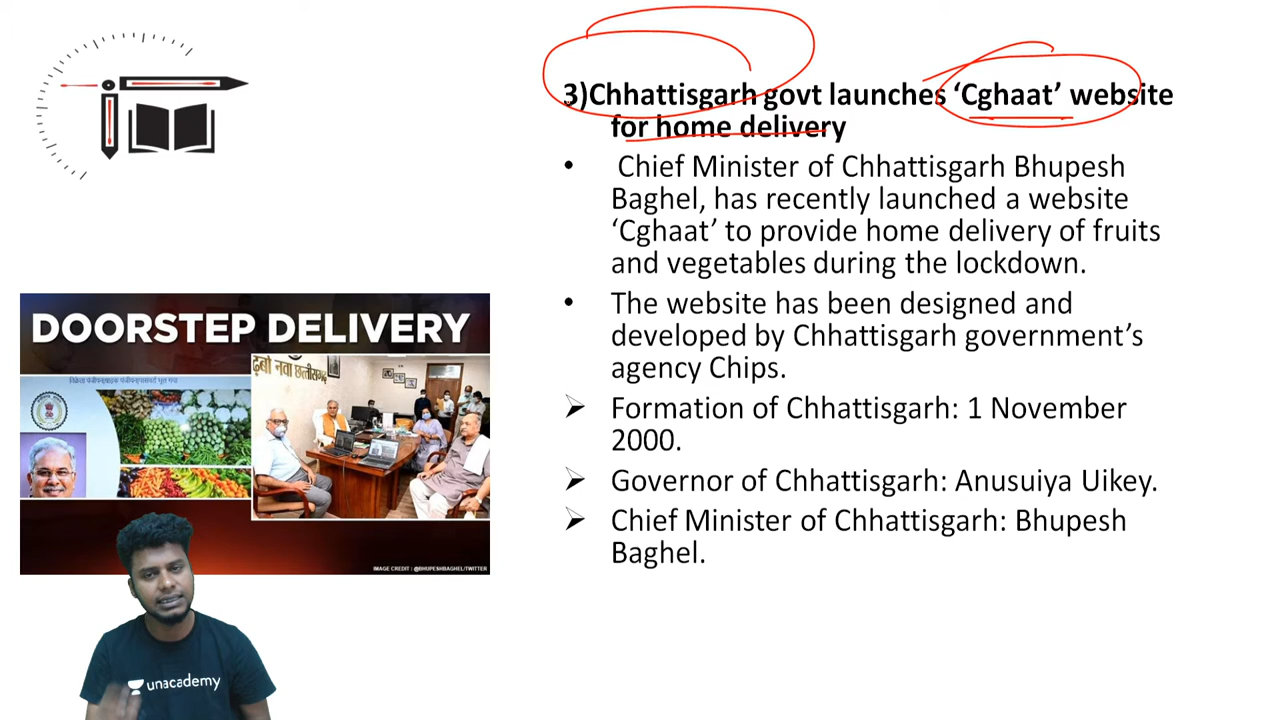 3)Chhattisgarh govt launches ‘Cghaat’ website
for home delivery
• Chief Minister of Chhattisgarh Bhupesh
Baghel, has recently launched a website
‘Cghaat’ to provide home delivery of fruits
and vegetables during the lockdown.
• The website has been designed and
developed by Chhattisgarh government’s
agency Chips.
➢ Formation of Chhattisgarh: 1 November
2000.
➢ Governor of Chhattisgarh: Anusuiya Uikey.
➢ Chief Minister of Chhattisgarh: Bhupesh
Baghel.
DOORSTEP DELIVERY
नवा छत्तीसगढ़
IMAGE CREDIT : @BHUPESHBAGHEL/TWITTER
unacademy